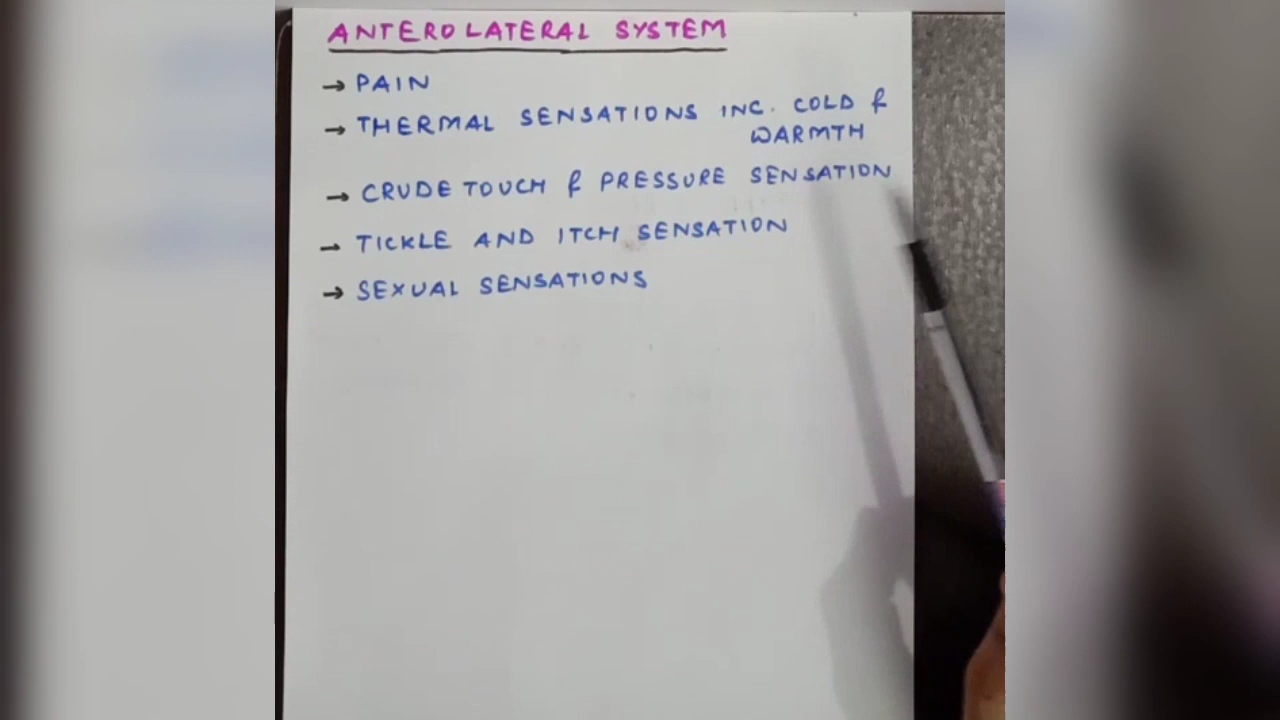 ANTEROLATERAL SYSTEM
→ PAIN
→ THERMAL SENSATIONS INC. COLD &
WARMTH
→ CRUDE TOUCH & PRESSURE SENSATION
→ TICKLE AND ITCH SENSATION
→ SEXUAL SENSATIONS